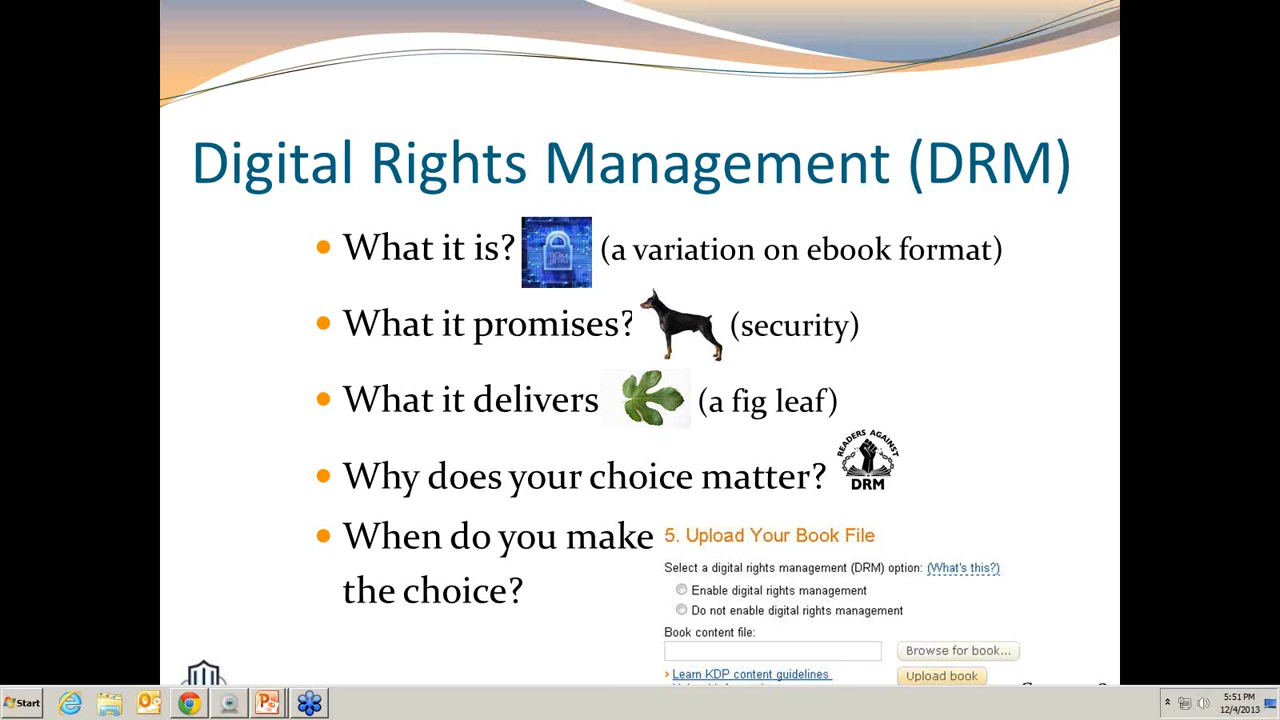 Digital Rights Management (DRM)
What it is? (a variation on ebook format)
What it promises? (security)
What it delivers (a fig leaf)
READERS AGAINST
DRM
Why does your choice matter?
When do you make
the choice?
5. Upload Your Book File
Select a digital rights management (DRM) option: (What's this?)
Enable digital rights management
Do not enable digital rights management
Book content file:
Browse for book...
› Learn KDP content guidelines
Upload book
Start
5:51 PM
12/4/2013